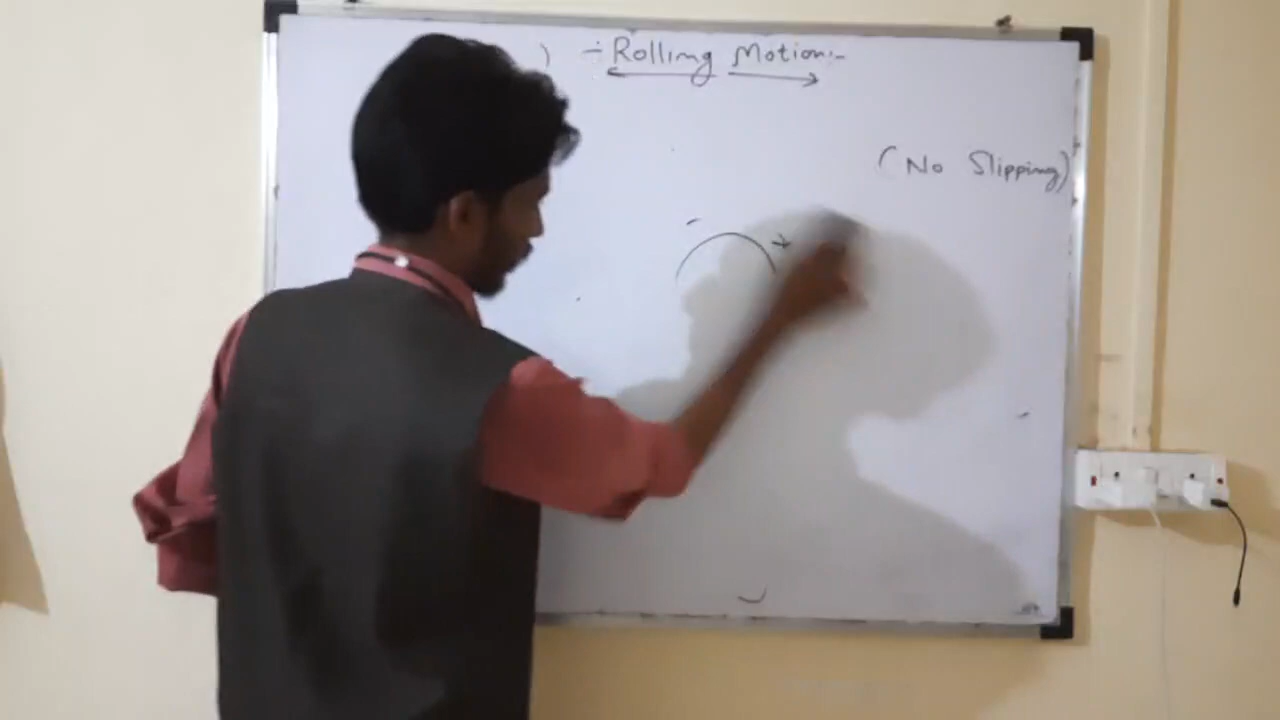 ) ÷ Rolling Motion:-
(No Slipping)